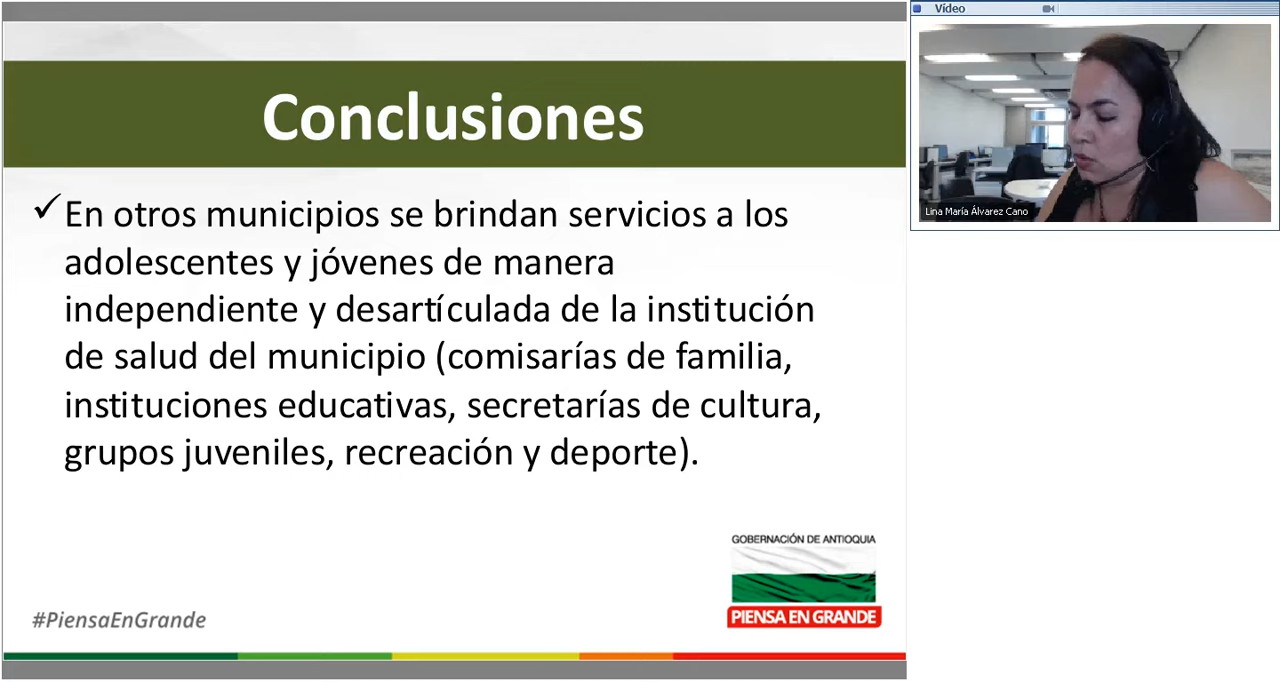 Conclusiones
✓En otros municipios se brindan servicios a los
adolescentes y jóvenes de manera
independiente y desartículada de la institución
de salud del municipio (comisarías de familia,
instituciones educativas, secretarías de cultura,
grupos juveniles, recreación y deporte).
GOBERNACIÓN DE ANTIOQUIA
PIENSA EN GRANDE
#PiensaEnGrande
Vídeo
Lina María Álvarez Cano